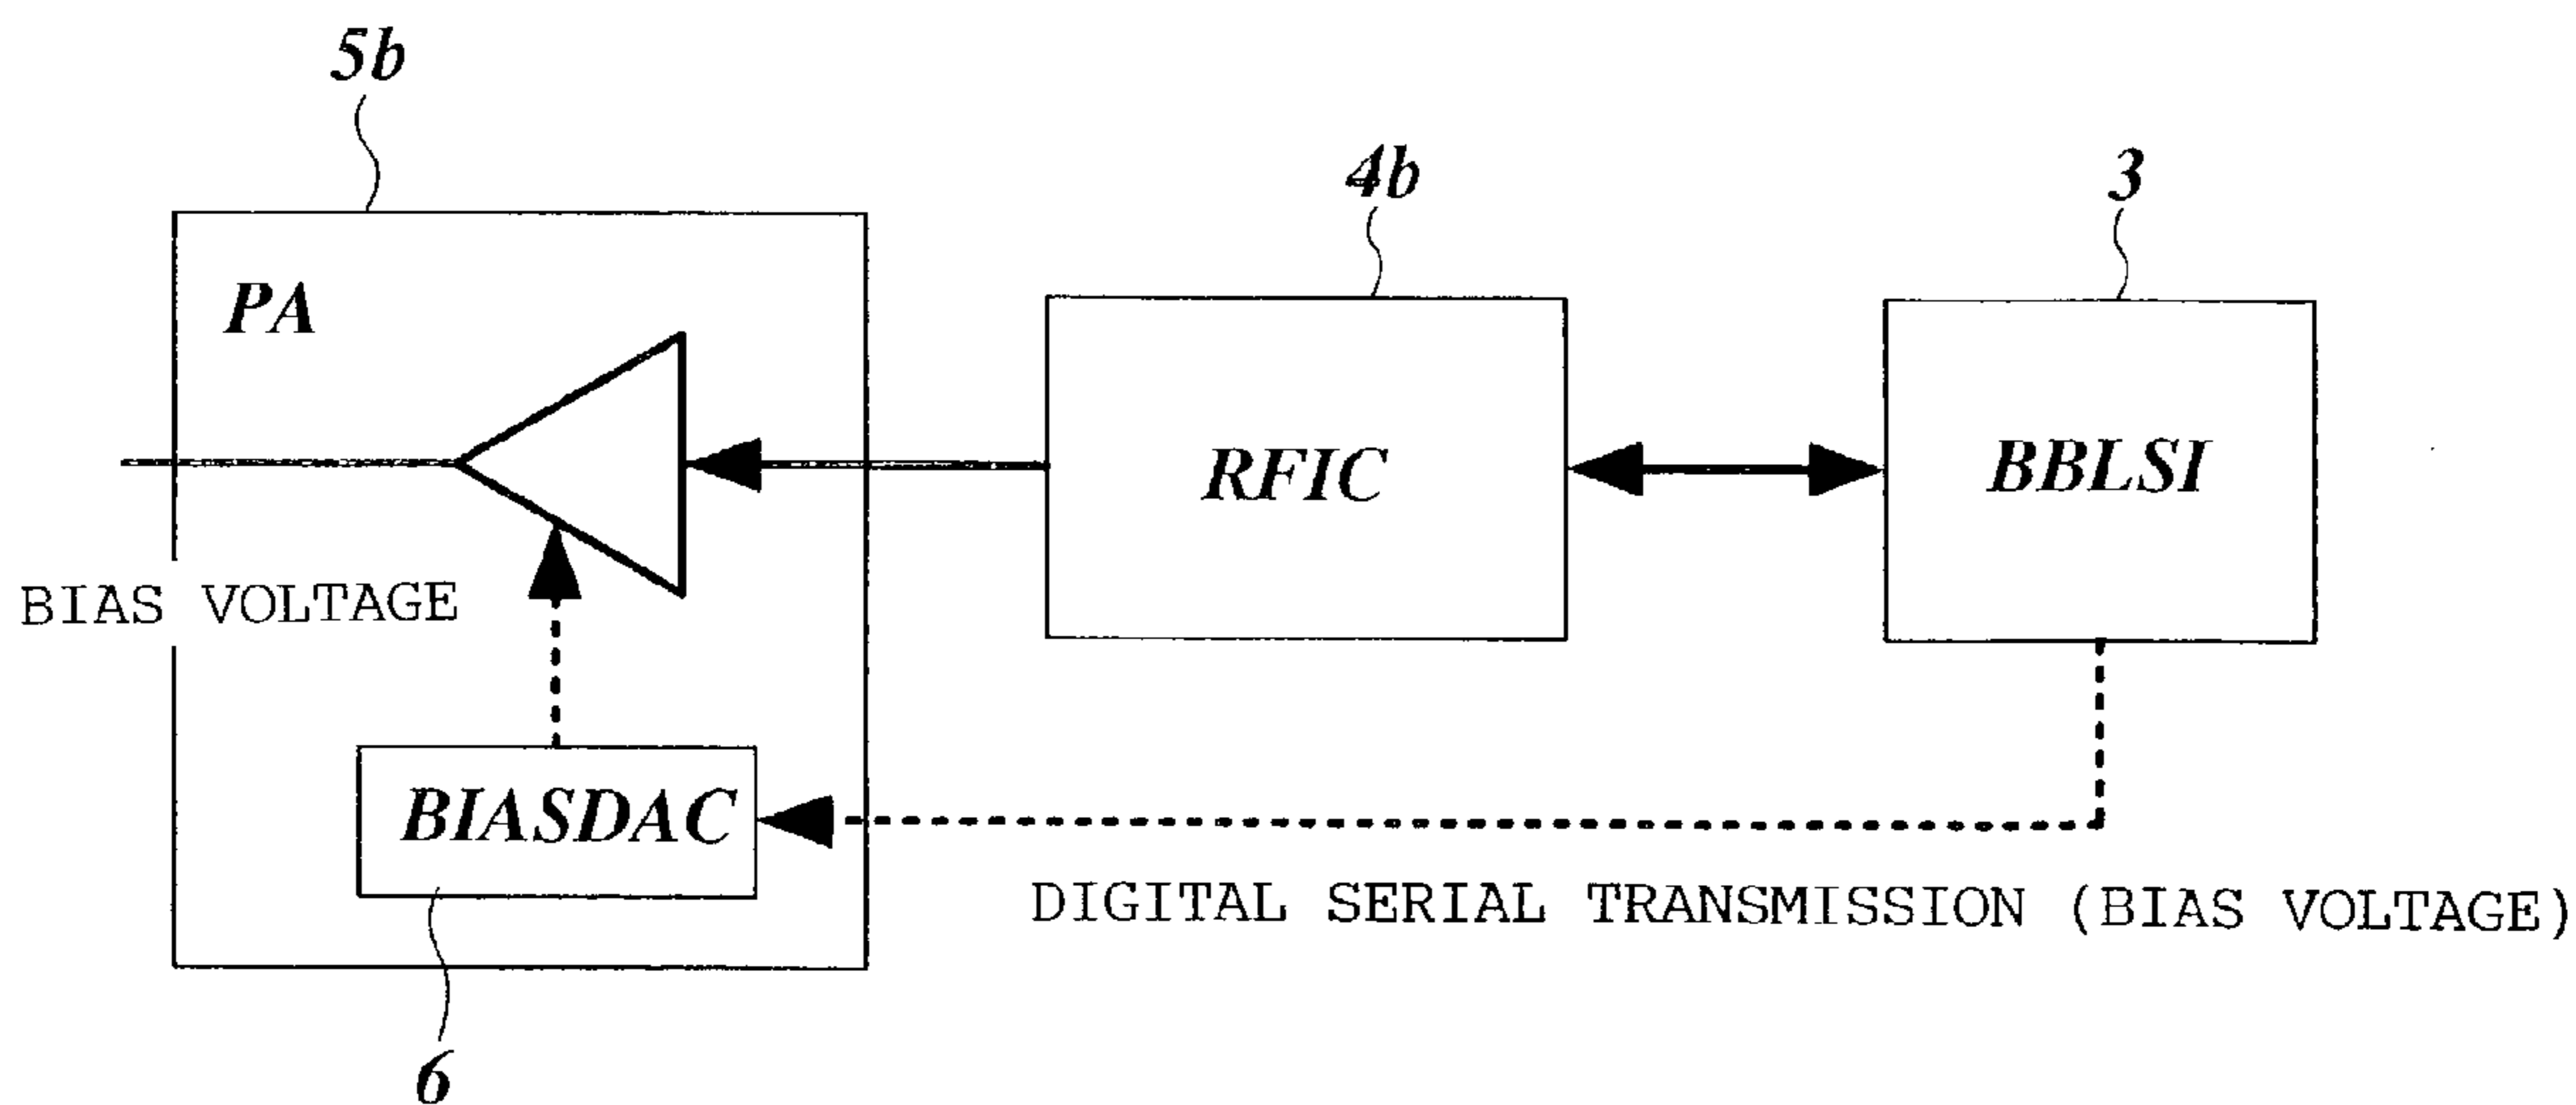 5b
4b
3
PA
RFIC
BBLSI
BIAS VOLTAGE
BIASDAC
DIGITAL SERIAL TRANSMISSION (BIAS VOLTAGE)
6